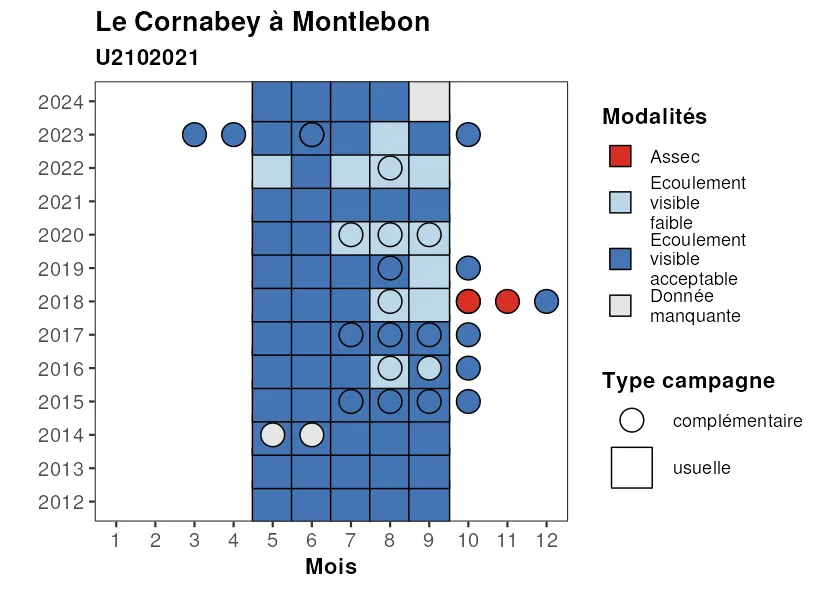 Le Cornabey à Montlebon
U2102021
2024
2023
2022
2021
2020
2019
2018
2017
2016
2015
2014
2013
2012
1 2 3 4 5 6 7 8 9 10 11 12
Mois
Modalités
Assec
Ecoulement
visible
faible
Ecoulement
visible
acceptable
Donnée
manquante
Type campagne
complémentaire
usuelle